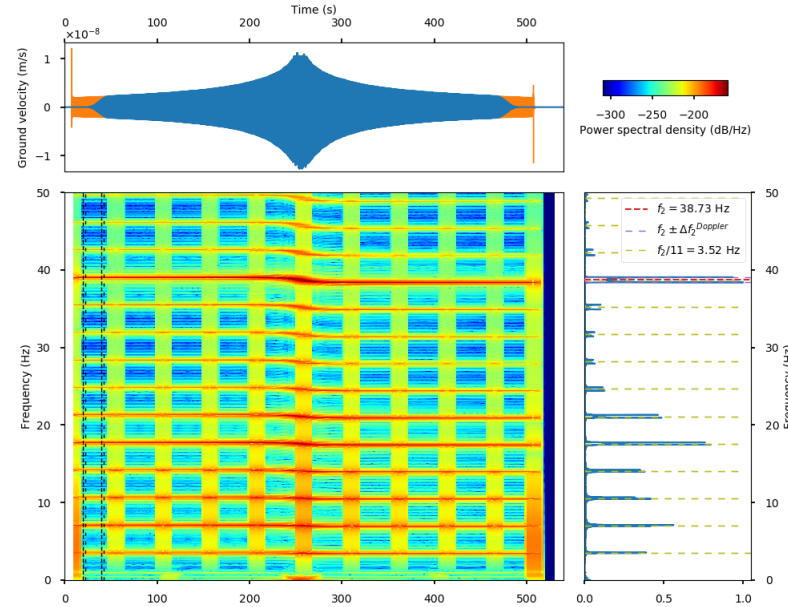 Time (s)
0 100 200 300 400 500
×10⁻⁸
Ground velocity (m/s)
1
0
−1
−300 −250 −200
Power spectral density (dB/Hz)
Frequency (Hz)
50
40
30
20
10
0
0 100 200 300 400 500
f₂ = 38.73 Hz
f₂ ± Δf₂ᴰᵒᵖᵖˡᵉʳ
f₂/11 = 3.52 Hz
50
40
30
20
10
0
Frequency (Hz)
0.0 0.5 1.0